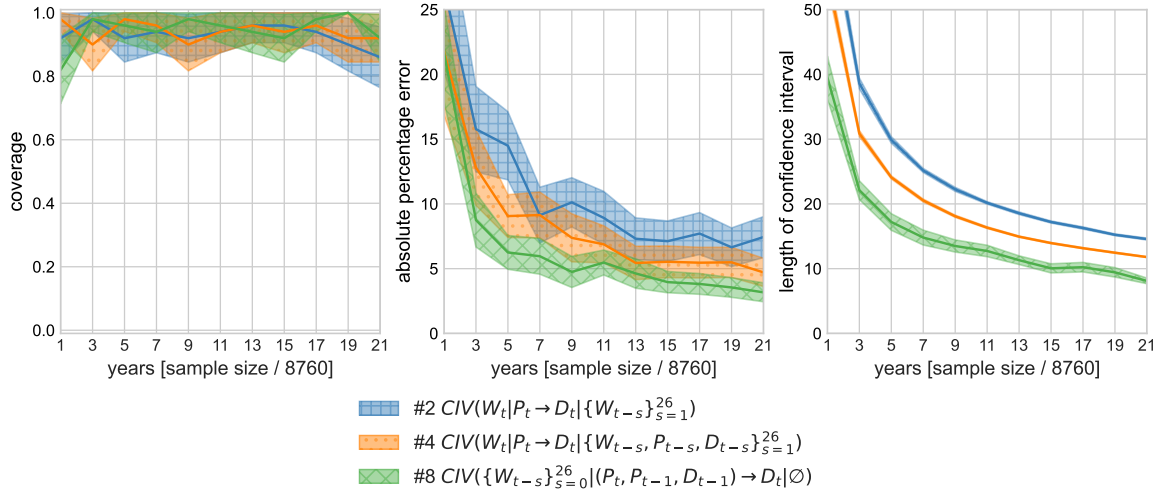 1.0
0.8
0.6
0.4
0.2
0.0
coverage
1 3 5 7 9 11 13 15 17 19 21
years [sample size / 8760]
25
20
15
10
5
0
absolute percentage error
1 3 5 7 9 11 13 15 17 19 21
years [sample size / 8760]
50
40
30
20
10
0
length of confidence interval
1 3 5 7 9 11 13 15 17 19 21
years [sample size / 8760]
#2 CIV(W_t|P_t → D_t|{W_{t−s}}_{s=1}^{26})
#4 CIV(W_t|P_t → D_t|{W_{t−s}, P_{t−s}, D_{t−s}}_{s=1}^{26})
#8 CIV({W_{t−s}}_{s=0}^{26}|(P_t, P_{t−1}, D_{t−1}) → D_t|∅)